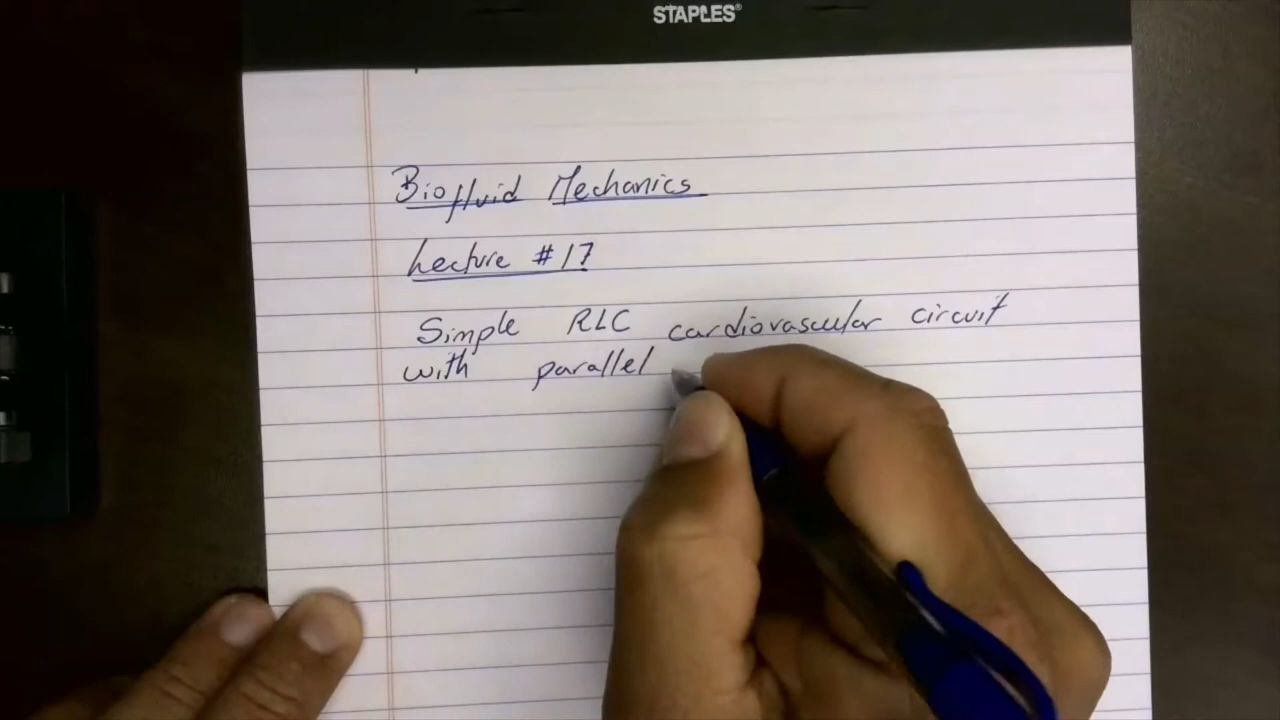 STAPLES®
Biofluid Mechanics
Lecture #17
Simple RLC cardiovascular circuit
with parallel